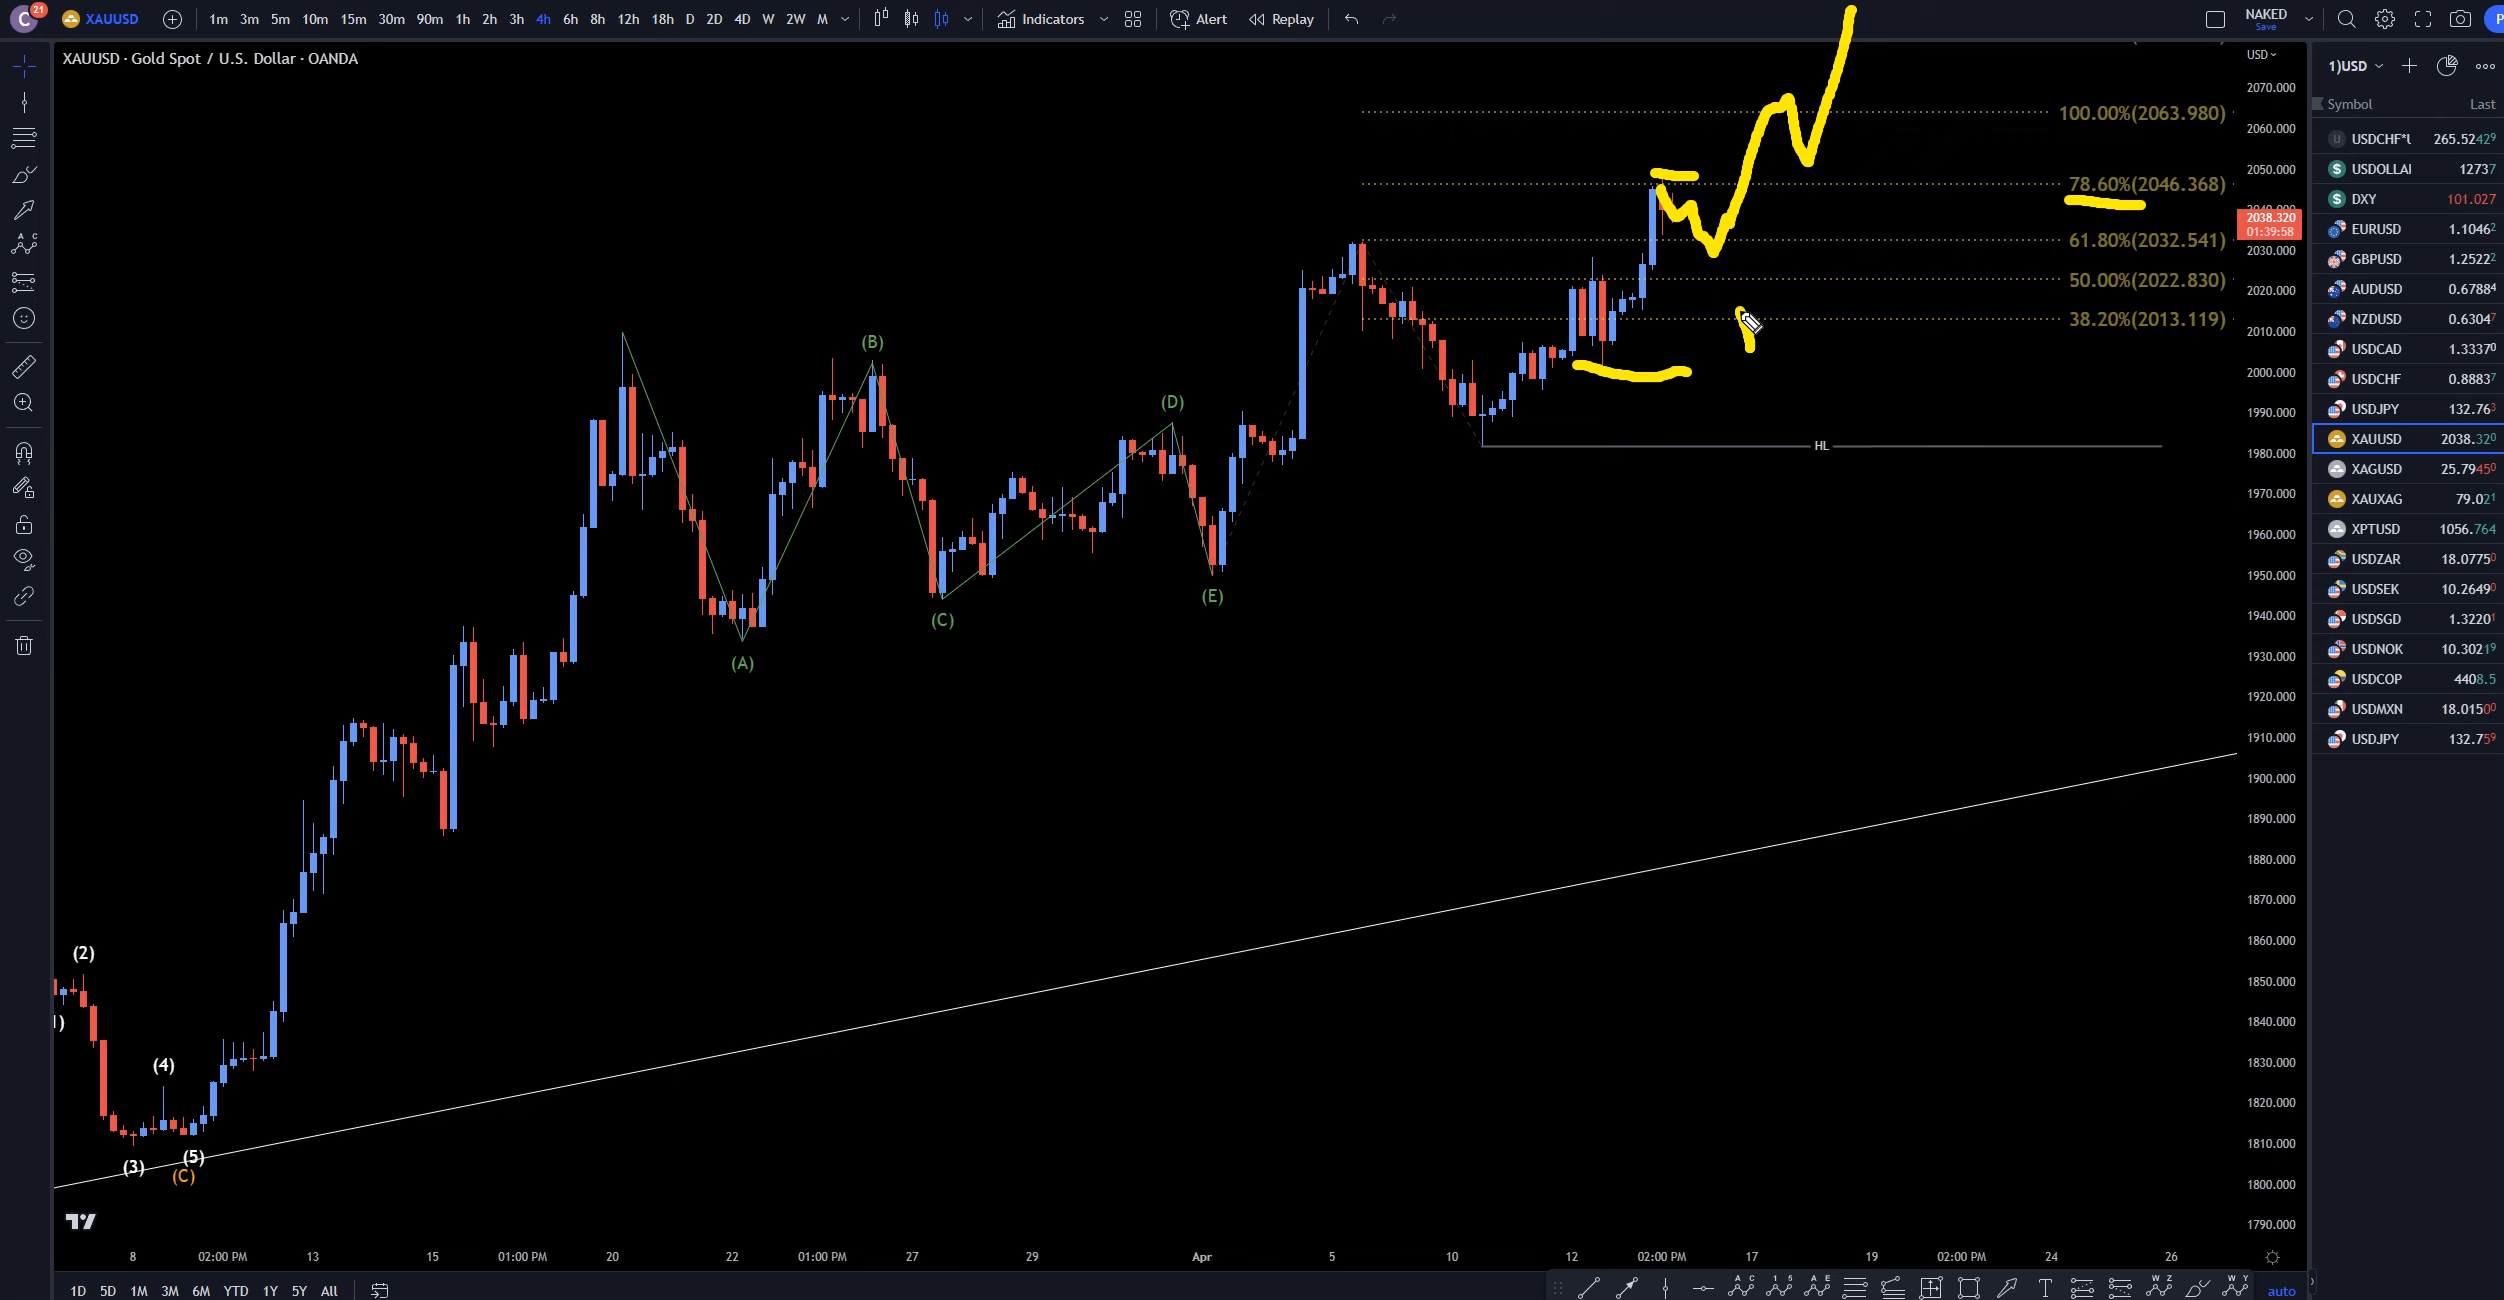 C 21 XAUUSD 1m 3m 5m 10m 15m 30m 90m 1h 2h 3h 4h 6h 8h 12h 18h D 2D 4D W 2W M Indicators Alert Replay NAKED
Save
XAUUSD · Gold Spot / U.S. Dollar · OANDA
USD
2070.000
2060.000
2050.000
2038.320
01:39:58
2030.000
2020.000
2010.000
2000.000
1990.000
1980.000
1970.000
1960.000
1950.000
1940.000
1930.000
1920.000
1910.000
1900.000
1890.000
1880.000
1870.000
1860.000
1850.000
1840.000
1830.000
1820.000
1810.000
1800.000
1790.000
100.00%(2063.980)
78.60%(2046.368)
61.80%(2032.541)
50.00%(2022.830)
38.20%(2013.119)
HL
(B)
(D)
(E)
(C)
(A)
(2)
(4)
(3)
(5)
(C)
8 02:00 PM 13 15 01:00 PM 20 22 01:00 PM 27 29 Apr 5 10 12 02:00 PM 17 19 02:00 PM 24 26
1D 5D 1M 3M 6M YTD 1Y 5Y All
auto
1)USD
Symbol Last
USDCHF*( 265.52429
USDOLLAI 12737
DXY 101.027
EURUSD 1.10462
GBPUSD 1.25222
AUDUSD 0.67884
NZDUSD 0.63047
USDCAD 1.33370
USDCHF 0.88837
USDJPY 132.763
XAUUSD 2038.320
XAGUSD 25.79450
XAUXAG 79.021
XPTUSD 1056.764
USDZAR 18.07750
USDSEK 10.26490
USDSGD 1.32201
USDNOK 10.30219
USDCOP 4408.5
USDMXN 18.01500
USDJPY 132.759